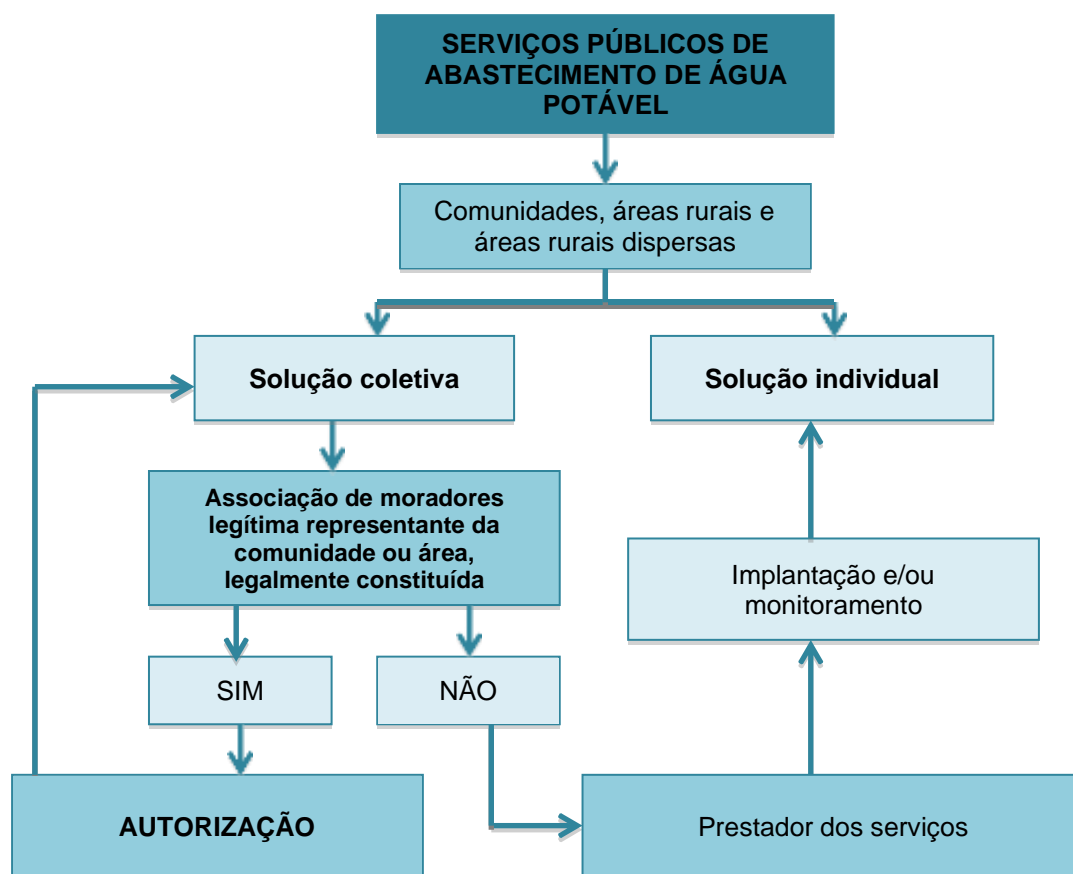 SERVIÇOS PÚBLICOS DE
ABASTECIMENTO DE ÁGUA
POTÁVEL
Comunidades, áreas rurais e
áreas rurais dispersas
Solução coletiva
Solução individual
Associação de moradores
legítima representante da
comunidade ou área,
legalmente constituída
Implantação e/ou
monitoramento
SIM
NÃO
AUTORIZAÇÃO
Prestador dos serviços